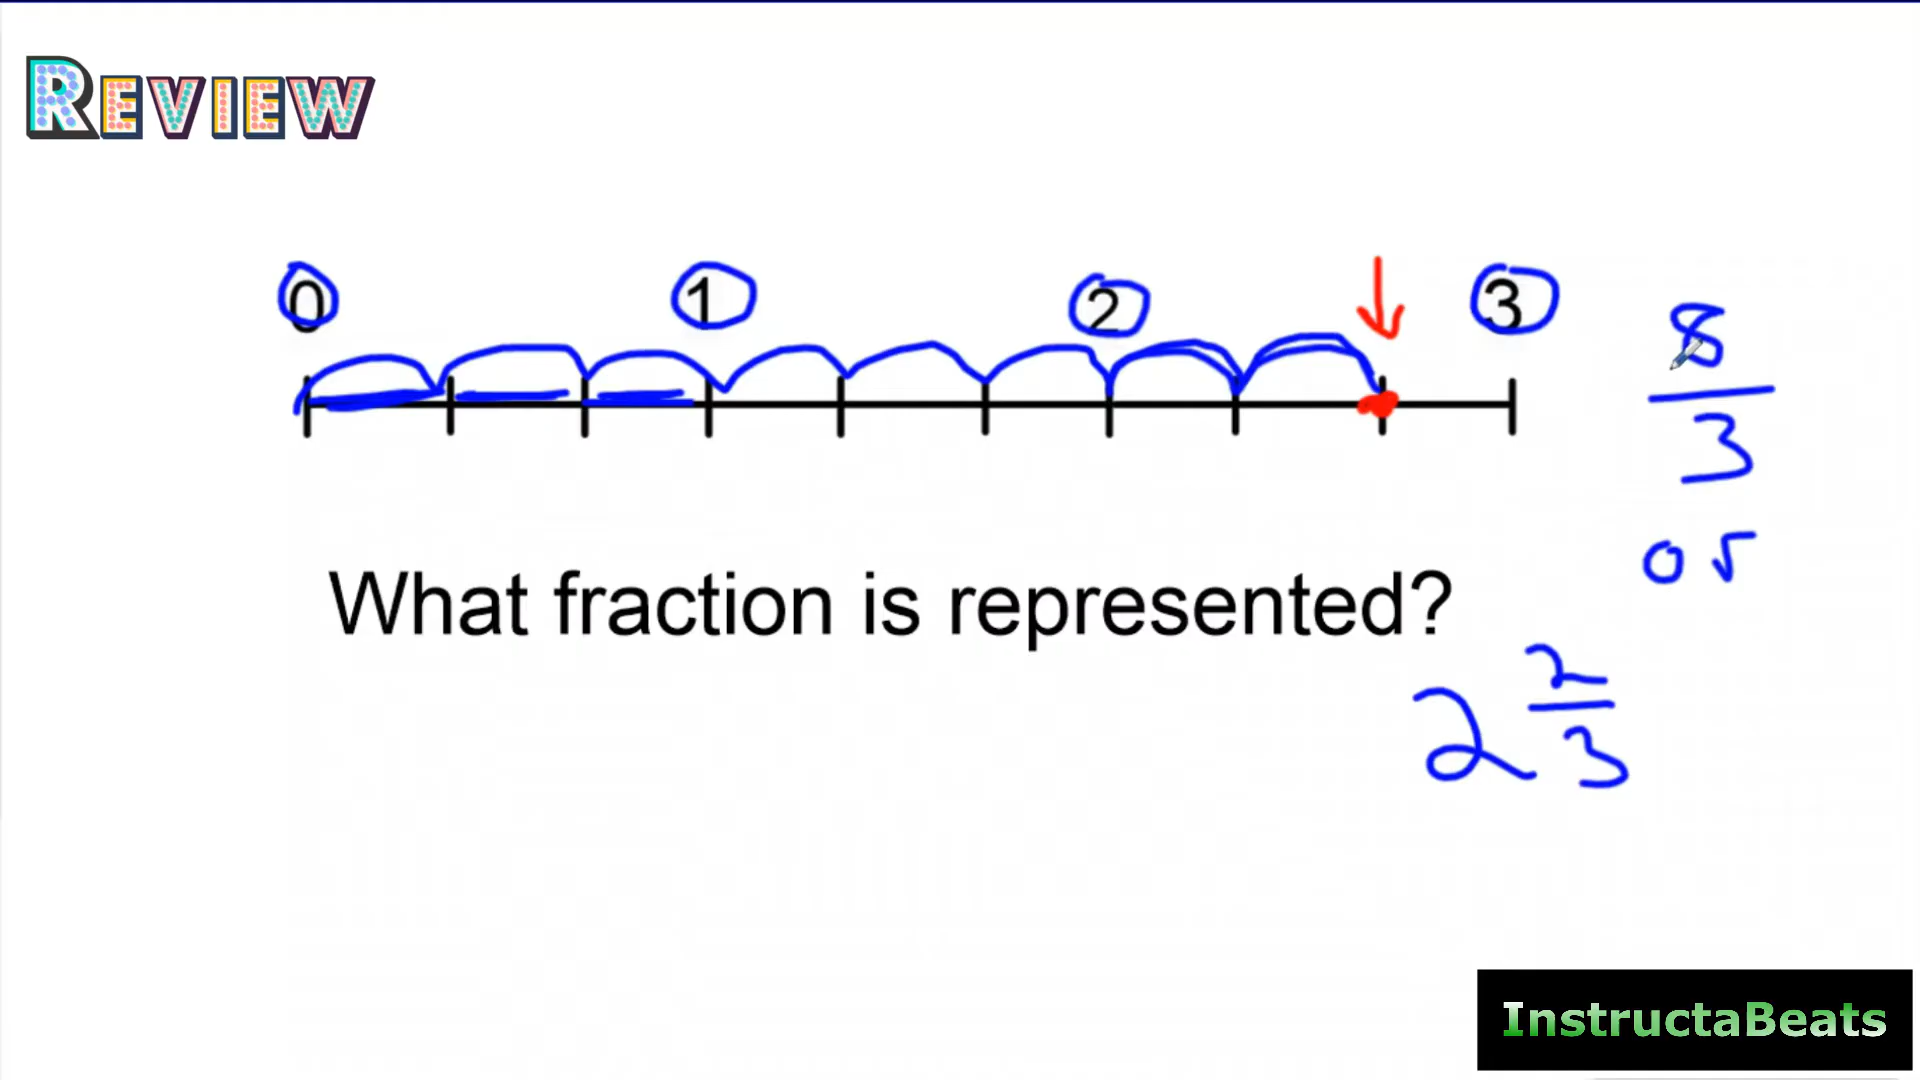 REVIEW
0 1 2 3
8
3
or
What fraction is represented?
2 2/3
InstructaBeats